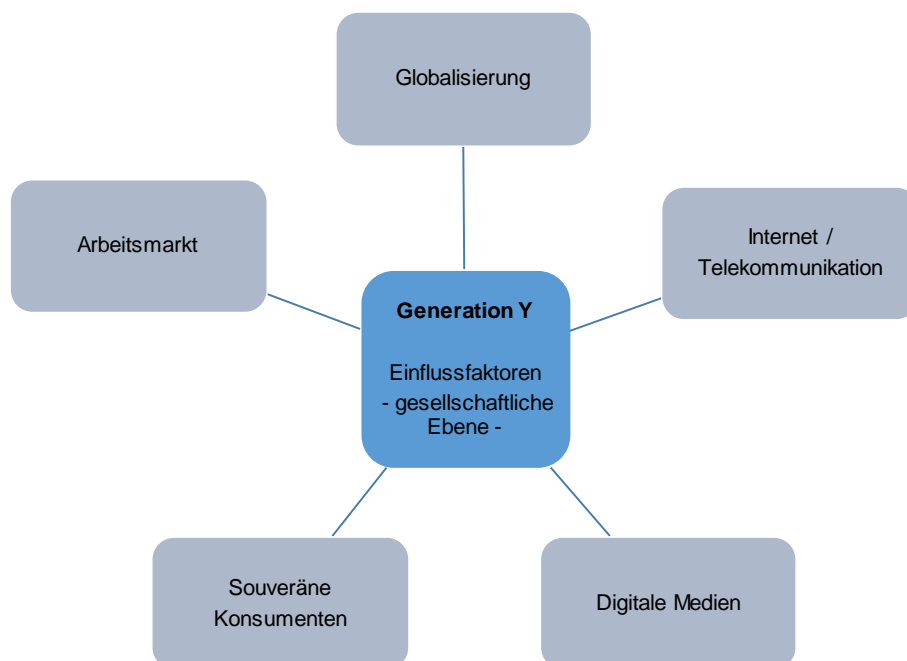 Globalisierung
Arbeitsmarkt
Internet /
Telekommunikation
Generation Y
Einflussfaktoren
- gesellschaftliche
Ebene -
Souveräne
Konsumenten
Digitale Medien